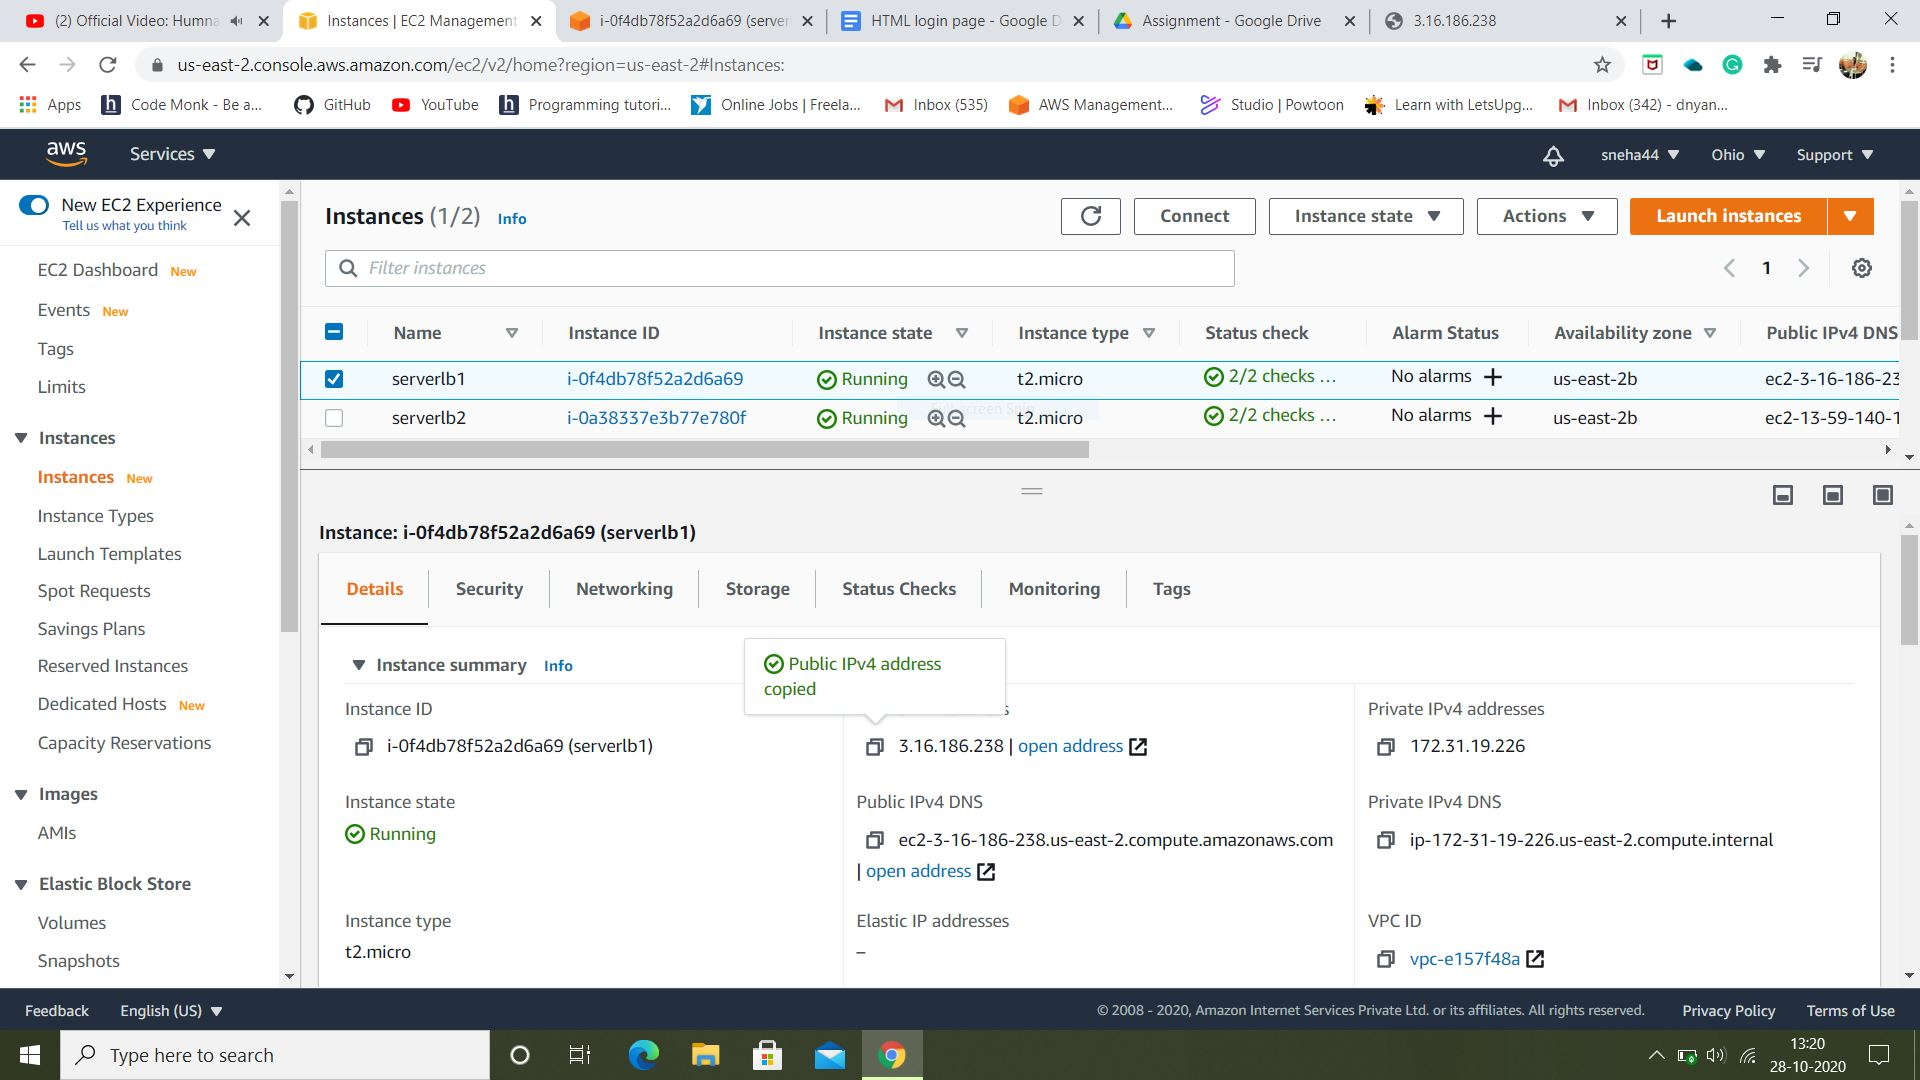 (2) Official Video: Humna
Instances | EC2 Management
i-0f4db78f52a2d6a69 (server
HTML login page - Google D
Assignment - Google Drive
3.16.186.238
us-east-2.console.aws.amazon.com/ec2/v2/home?region=us-east-2#Instances:
Apps
Code Monk - Be a...
GitHub
YouTube
Programming tutori...
Online Jobs | Freela...
Inbox (535)
AWS Management...
Studio | Powtoon
Learn with LetsUpg...
Inbox (342) - dnyan...
aws
Services
sneha44
Ohio
Support
New EC2 Experience
Tell us what you think
EC2 Dashboard New
Events New
Tags
Limits
Instances
Instances New
Instance Types
Launch Templates
Spot Requests
Savings Plans
Reserved Instances
Dedicated Hosts New
Capacity Reservations
Images
AMIs
Elastic Block Store
Volumes
Snapshots
Instances (1/2) Info
Connect
Instance state
Actions
Launch instances
Filter instances
1
Name Instance ID Instance state Instance type Status check Alarm Status Availability zone Public IPv4 DNS
serverlb1 i-0f4db78f52a2d6a69 Running t2.micro 2/2 checks ... No alarms us-east-2b ec2-3-16-186-23
serverlb2 i-0a38337e3b77e780f Running t2.micro 2/2 checks ... No alarms us-east-2b ec2-13-59-140-1
Instance: i-0f4db78f52a2d6a69 (serverlb1)
Details
Security
Networking
Storage
Status Checks
Monitoring
Tags
Instance summary Info
Public IPv4 address
copied
Instance ID
i-0f4db78f52a2d6a69 (serverlb1)
s
3.16.186.238 | open address
Private IPv4 addresses
172.31.19.226
Instance state
Running
Public IPv4 DNS
ec2-3-16-186-238.us-east-2.compute.amazonaws.com
| open address
Private IPv4 DNS
ip-172-31-19-226.us-east-2.compute.internal
Instance type
t2.micro
Elastic IP addresses
–
VPC ID
vpc-e157f48a
Feedback
English (US)
© 2008 - 2020, Amazon Internet Services Private Ltd. or its affiliates. All rights reserved.
Privacy Policy
Terms of Use
Type here to search
13:20
28-10-2020